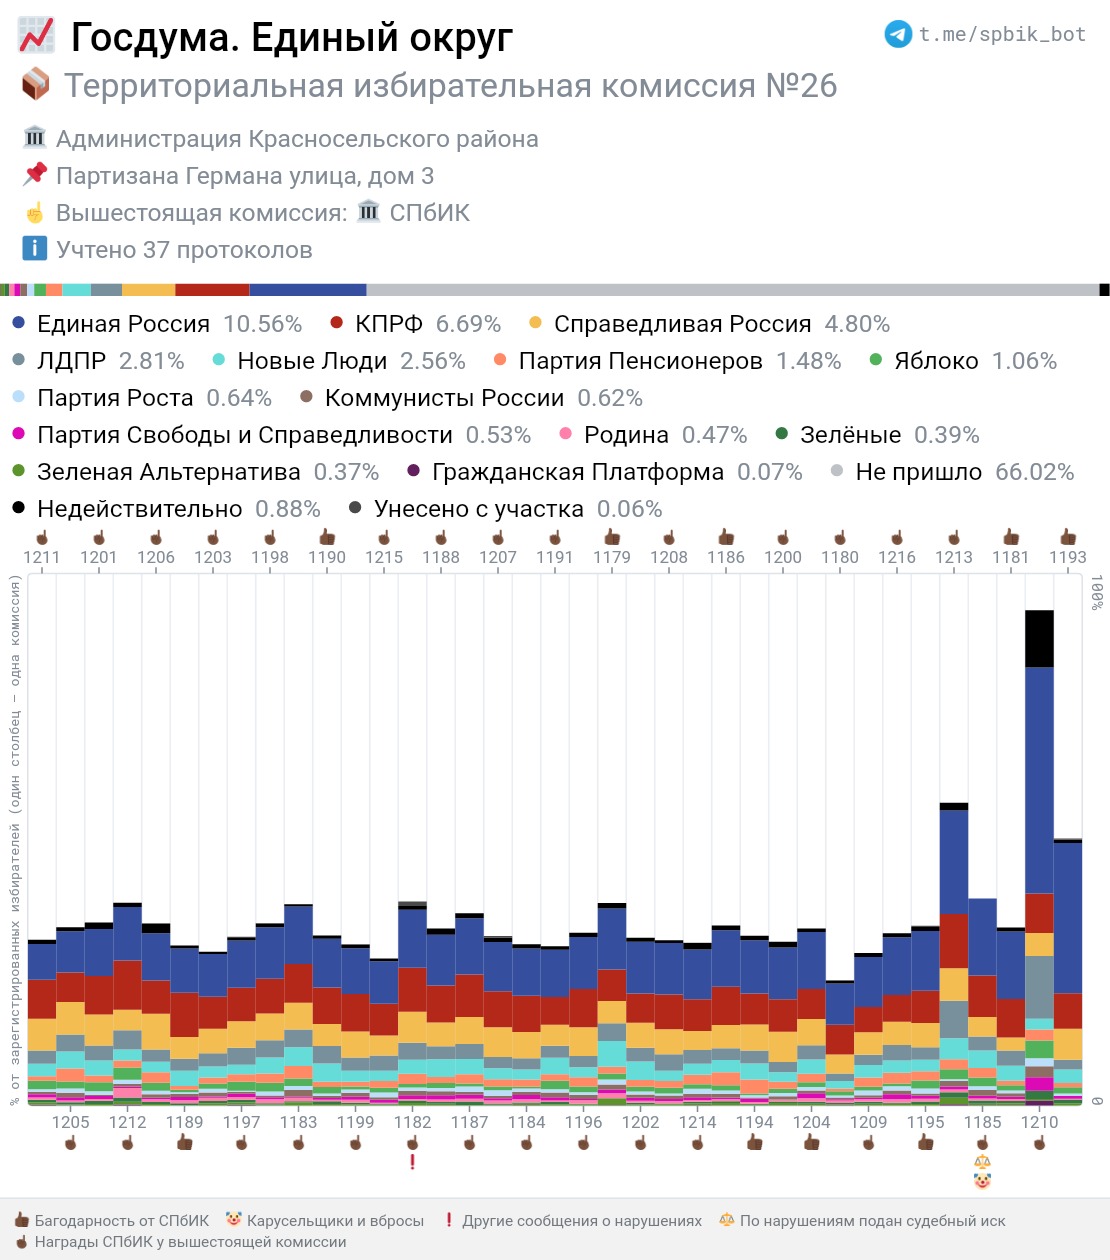 Госдума. Единый округ
t.me/spbik_bot
Территориальная избирательная комиссия №26
Администрация Красносельского района
Партизана Германа улица, дом 3
Вышестоящая комиссия: СПбИК
Учтено 37 протоколов
Единая Россия 10.56% КПРФ 6.69% Справедливая Россия 4.80%
ЛДПР 2.81% Новые Люди 2.56% Партия Пенсионеров 1.48% Яблоко 1.06%
Партия Роста 0.64% Коммунисты России 0.62%
Партия Свободы и Справедливости 0.53% Родина 0.47% Зелёные 0.39%
Зеленая Альтернатива 0.37% Гражданская Платформа 0.07% Не пришло 66.02%
Недействительно 0.88% Унесено с участка 0.06%
1211 1201 1206 1203 1198 1190 1215 1188 1207 1191 1179 1208 1186 1200 1180 1216 1213 1181 1193
% от зарегистрированных избирателей (один столбец — одна комиссия)
100%
0
1205 1212 1189 1197 1183 1199 1182 1187 1184 1196 1202 1214 1194 1204 1209 1195 1185 1210
Багодарность от СПбИК Карусельщики и вбросы Другие сообщения о нарушениях По нарушениям подан судебный иск
Награды СПбИК у вышестоящей комиссии